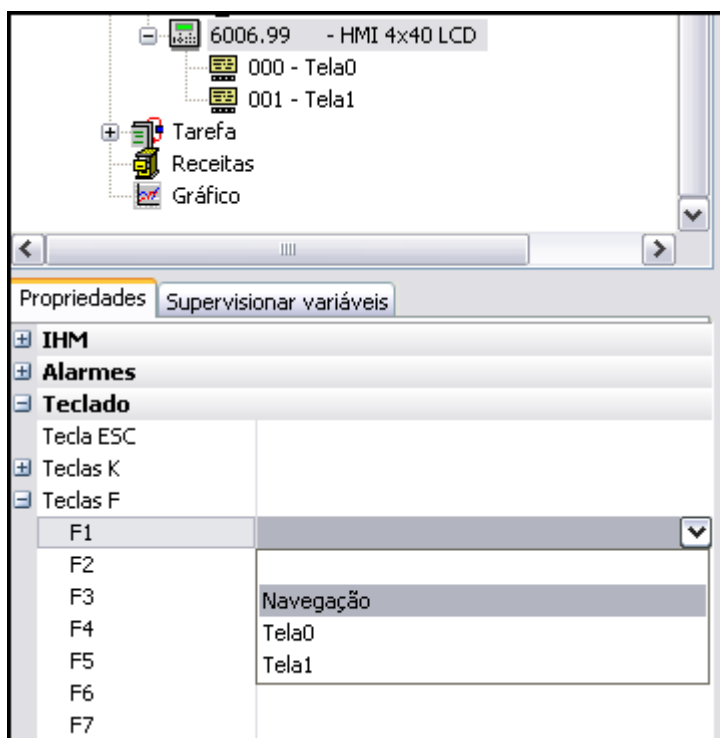 6006.99 - HMI 4x40 LCD
000 - Tela0
001 - Tela1
Tarefa
Receitas
Gráfico
Propriedades Supervisionar variáveis
IHM
Alarmes
Teclado
Tecla ESC
Teclas K
Teclas F
F1
F2
F3 Navegação
F4 Tela0
F5 Tela1
F6
F7